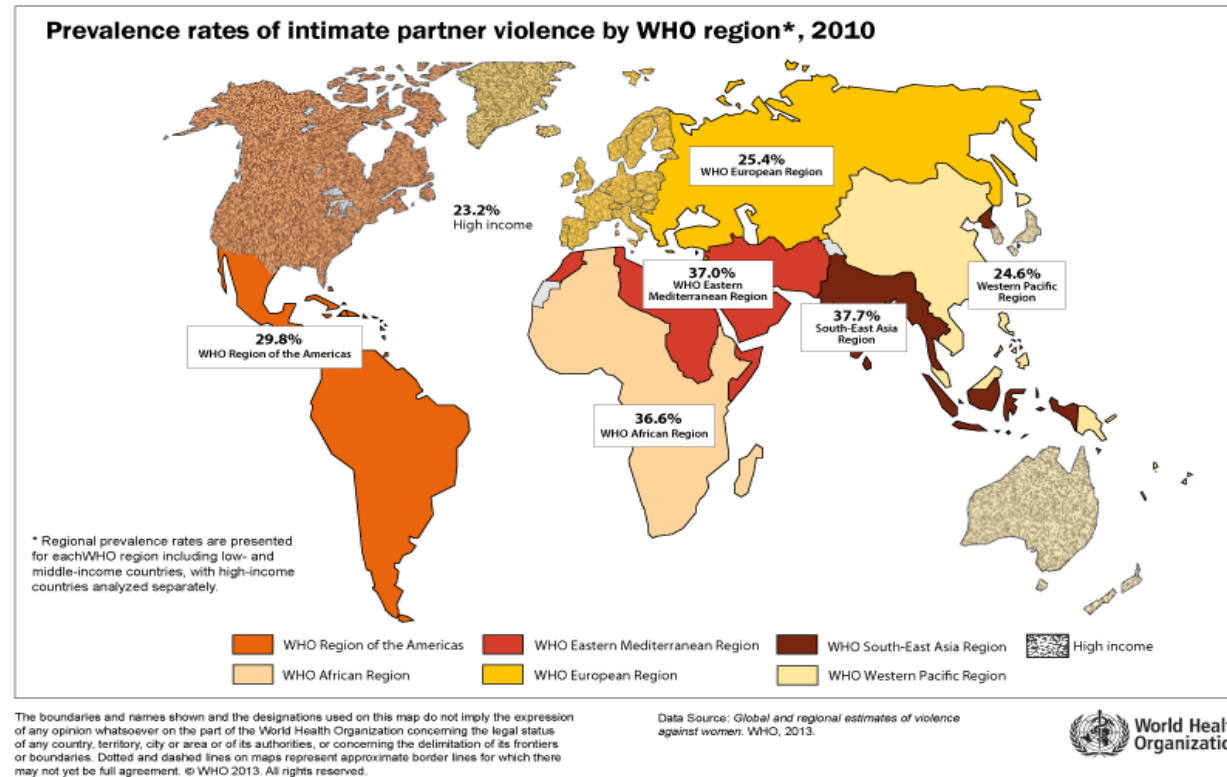 Prevalence rates of intimate partner violence by WHO region*, 2010
25.4%
WHO European Region
23.2%
High income
37.0%
WHO Eastern
Mediterranean Region
24.6%
Western Pacific
Region
37.7%
South-East Asia
Region
29.8%
WHO Region of the Americas
36.6%
WHO African Region
* Regional prevalence rates are presented
for eachWHO region including low- and
middle-income countries, with high-income
countries analyzed separately.
WHO Region of the Americas
WHO Eastern Mediterranean Region
WHO South-East Asia Region
High income
WHO African Region
WHO European Region
WHO Western Pacific Region
The boundaries and names shown and the designations used on this map do not imply the expression
of any opinion whatsoever on the part of the World Health Organization concerning the legal status
of any country, territory, city or area or of its authorities, or concerning the delimitation of its frontiers
or boundaries. Dotted and dashed lines on maps represent approximate border lines for which there
may not yet be full agreement. © WHO 2013. All rights reserved.
Data Source: Global and regional estimates of violence
against women. WHO, 2013.
World Healt
Organizatio